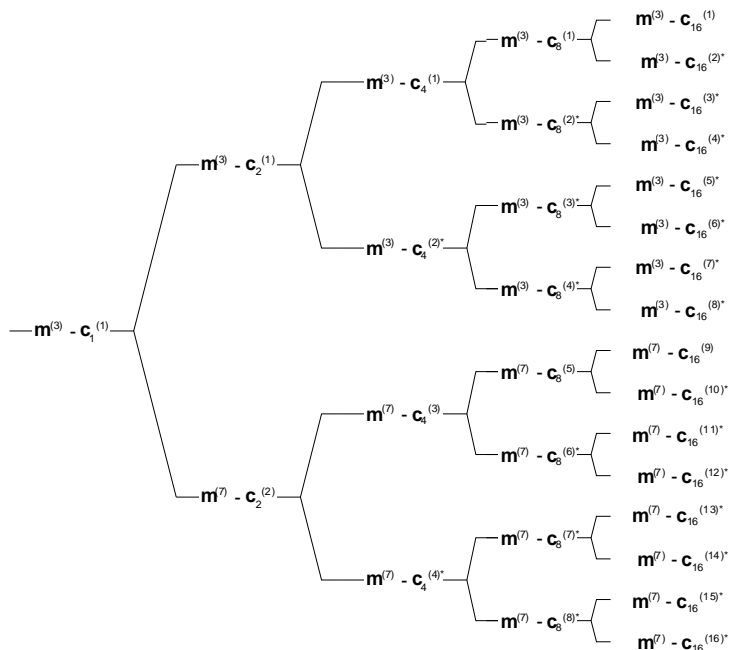 m(3) - c16(1)
m(3) - c8(1)
m(3) - c16(2)*
m(3) - c4(1)
m(3) - c16(3)*
m(3) - c8(2)*
m(3) - c16(4)*
m(3) - c2(1)
m(3) - c16(5)*
m(3) - c8(3)*
m(3) - c16(6)*
m(3) - c4(2)*
m(3) - c16(7)*
m(3) - c8(4)*
m(3) - c16(8)*
m(3) - c1(1)
m(7) - c16(9)
m(7) - c8(5)
m(7) - c16(10)*
m(7) - c4(3)
m(7) - c16(11)*
m(7) - c8(6)*
m(7) - c16(12)*
m(7) - c2(2)
m(7) - c16(13)*
m(7) - c8(7)*
m(7) - c16(14)*
m(7) - c4(4)*
m(7) - c16(15)*
m(7) - c8(8)*
m(7) - c16(16)*